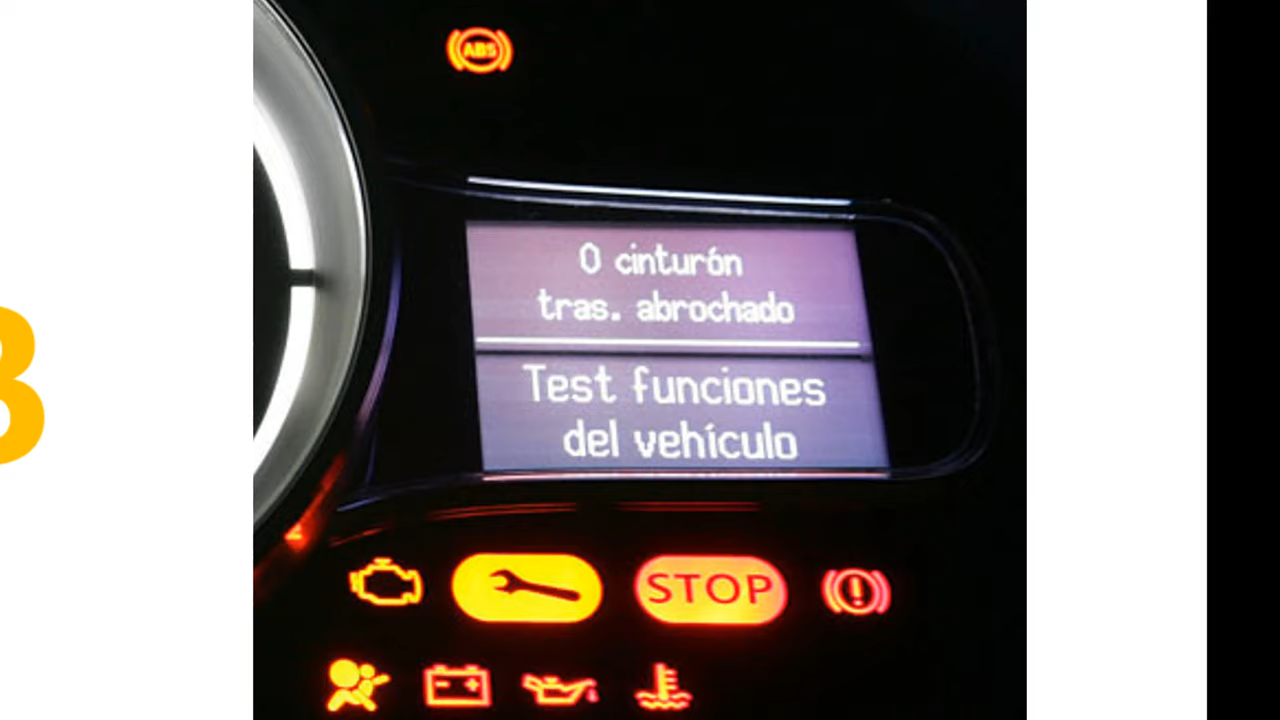 ABS
0 cinturón
tras. abrochado
Test funciones
del vehículo
STOP